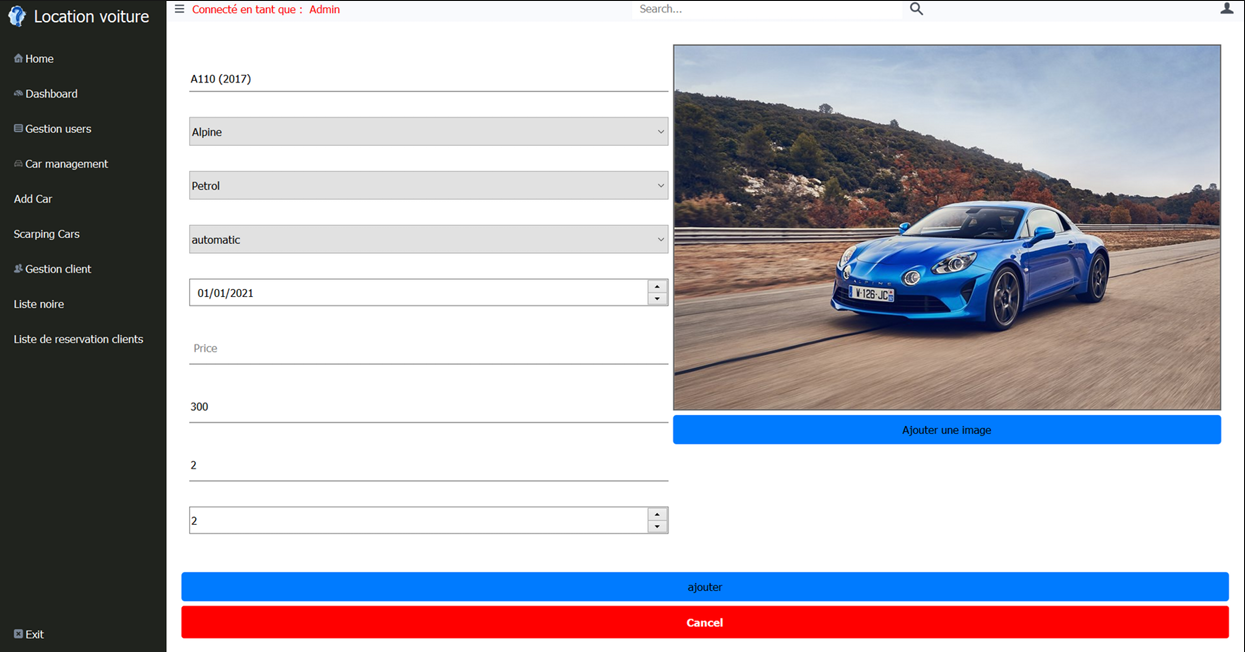 Location voiture
Connecté en tant que : Admin
Search...
Home
Dashboard
Gestion users
Car management
Add Car
Scarping Cars
Gestion client
Liste noire
Liste de reservation clients
Exit
A110 (2017)
Alpine
Petrol
automatic
01/01/2021
Price
300
2
2
ALPINE
V-126-JC
Ajouter une image
ajouter
Cancel